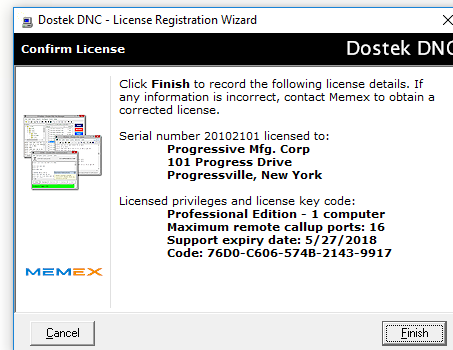 Dostek DNC - License Registration Wizard
Confirm License
Dostek DNC
Click Finish to record the following license details. If
any information is incorrect, contact Memex to obtain a
corrected license.
Serial number 20102101 licensed to:
Progressive Mfg. Corp
101 Progress Drive
Progressville, New York
Licensed privileges and license key code:
Professional Edition - 1 computer
Maximum remote callup ports: 16
Support expiry date: 5/27/2018
Code: 76D0-C606-574B-2143-9917
MEMEX
Cancel
Finish